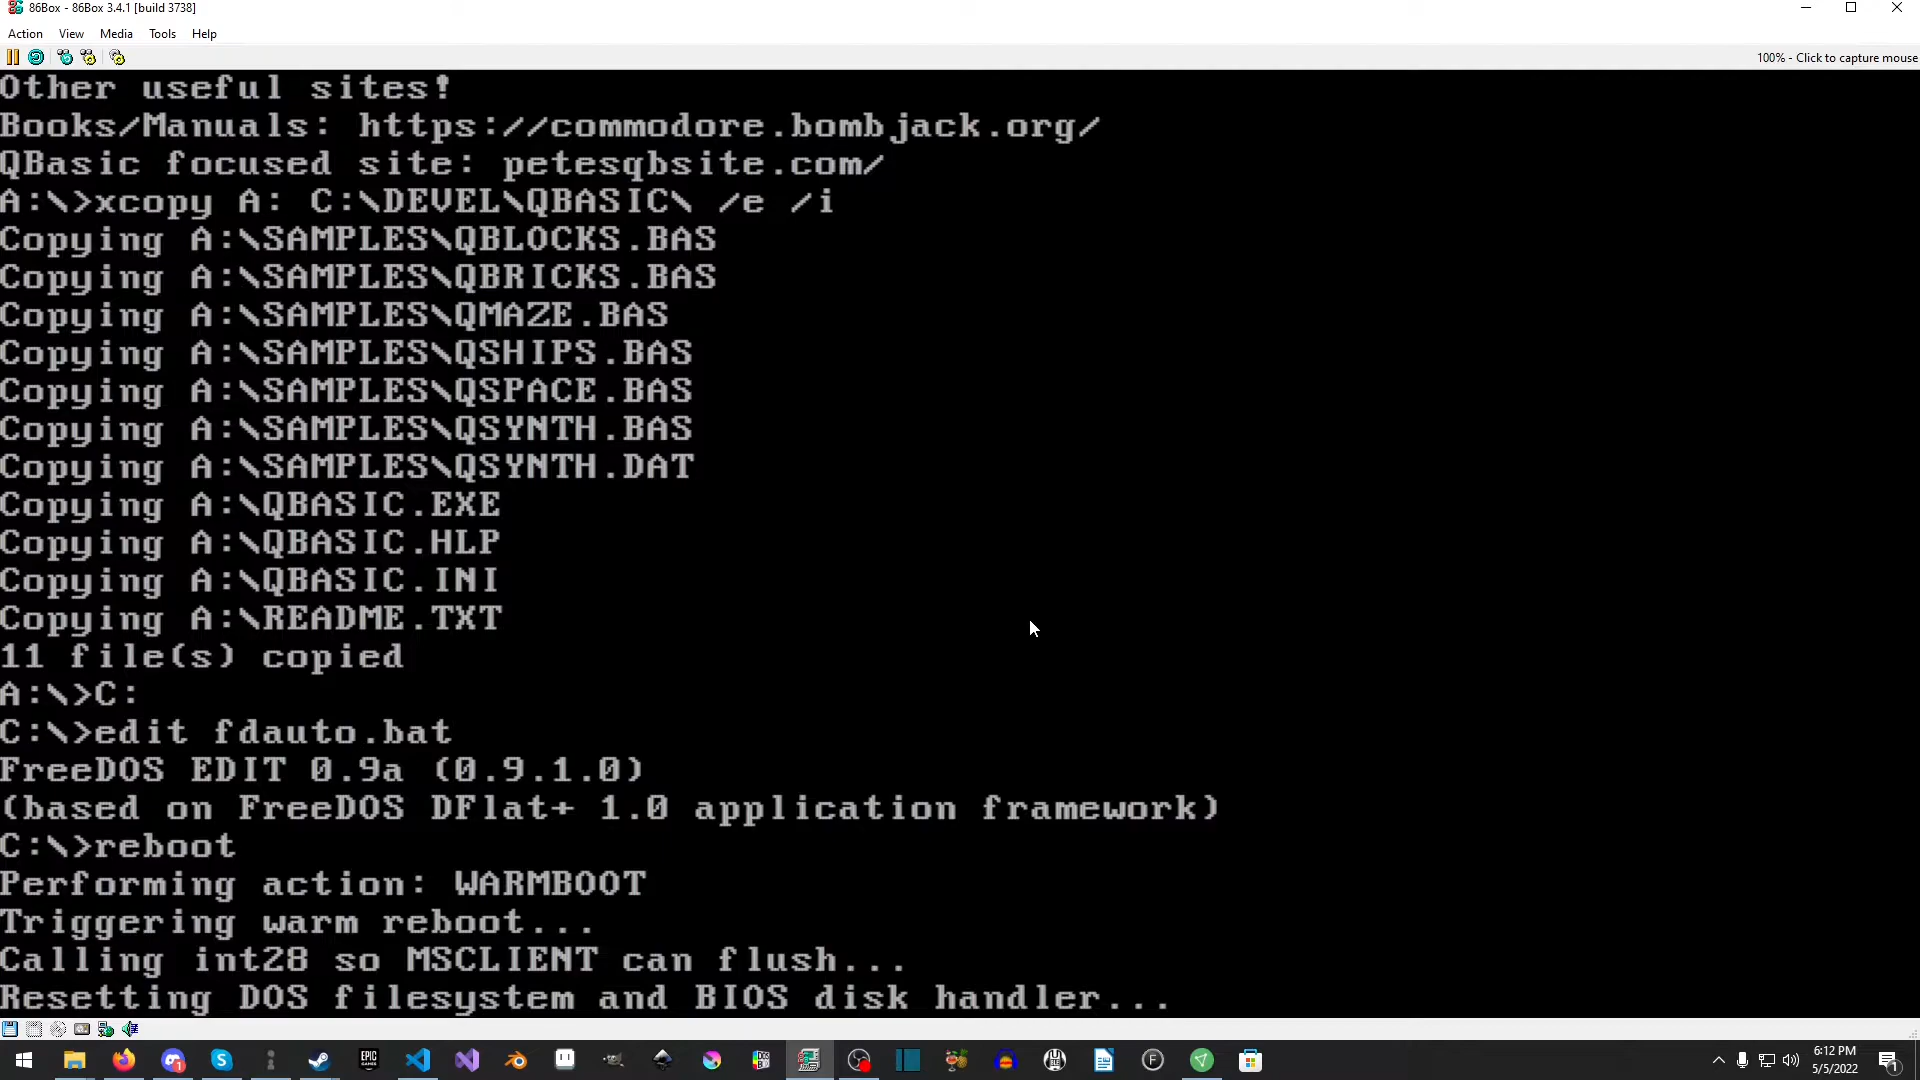 86Box - 86Box 3.4.1 [build 3738]
Action View Media Tools Help
100% - Click to capture mouse
Other useful sites!
Books/Manuals: https://commodore.bombjack.org/
QBasic focused site: petesqbsite.com/
A:\>xcopy A: C:\DEVEL\QBASIC\ /e /i
Copying A:\SAMPLES\QBLOCKS.BAS
Copying A:\SAMPLES\QBRICKS.BAS
Copying A:\SAMPLES\QMAZE.BAS
Copying A:\SAMPLES\QSHIPS.BAS
Copying A:\SAMPLES\QSPACE.BAS
Copying A:\SAMPLES\QSYNTH.BAS
Copying A:\SAMPLES\QSYNTH.DAT
Copying A:\QBASIC.EXE
Copying A:\QBASIC.HLP
Copying A:\QBASIC.INI
Copying A:\README.TXT
11 file(s) copied
A:\>C:
C:\>edit fdauto.bat
FreeDOS EDIT 0.9a (0.9.1.0)
(based on FreeDOS DFlat+ 1.0 application framework)
C:\>reboot
Performing action: WARMBOOT
Triggering warm reboot...
Calling int28 so MSCLIENT can flush...
Resetting DOS filesystem and BIOS disk handler...
EPIC
GAMES
6:12 PM
5/5/2022